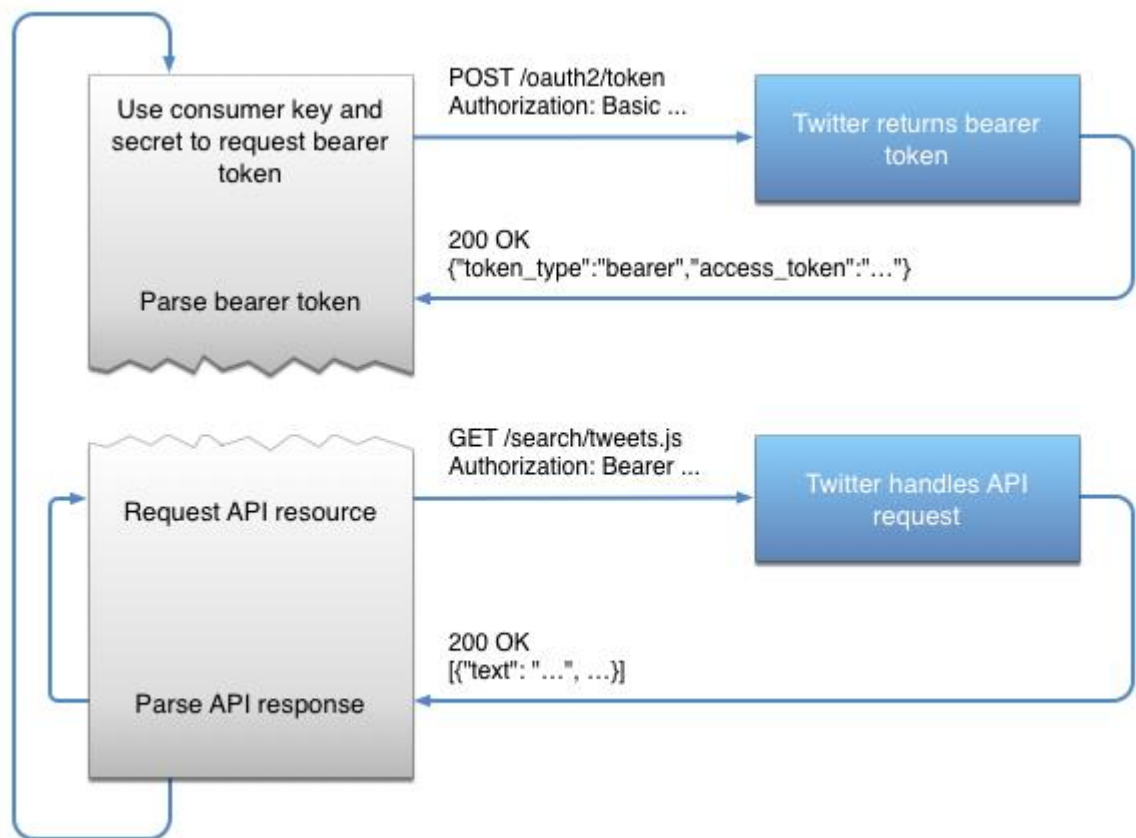 POST /oauth2/token
Authorization: Basic ...
Use consumer key and
secret to request bearer
token
Twitter returns bearer
token
200 OK
{"token_type":"bearer","access_token":"…"}
Parse bearer token
GET /search/tweets.js
Authorization: Bearer ...
Request API resource
Twitter handles API
request
200 OK
[{"text": "…", …}]
Parse API response